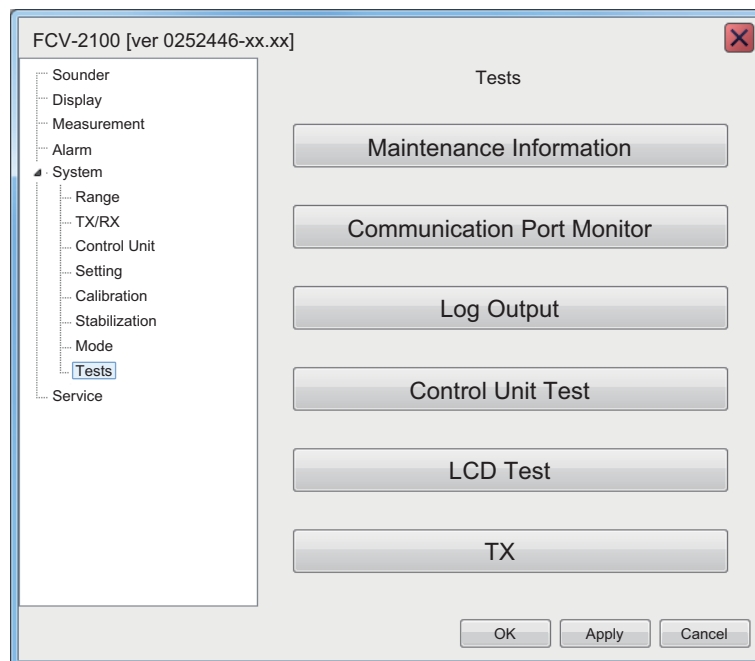 FCV-2100 [ver 0252446-xx.xx]
Sounder
Display
Measurement
Alarm
System
Range
TX/RX
Control Unit
Setting
Calibration
Stabilization
Mode
Tests
Service
Tests
Maintenance Information
Communication Port Monitor
Log Output
Control Unit Test
LCD Test
TX
OK
Apply
Cancel